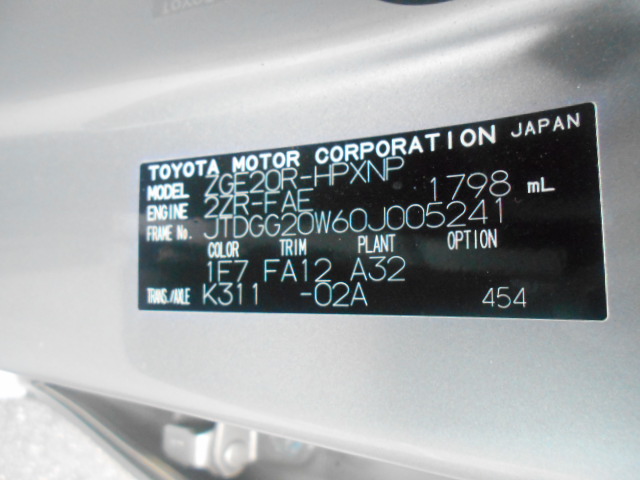 TOYOTA MOTOR CORPORATION JAPAN
MODEL ZGE20R-HPXNP
ENGINE 2ZR-FAE 1798 mL
FRAME No. JTDGG20W60J005241
COLOR TRIM PLANT OPTION
1F7 FA12 A32
TRANS./AXLE K311 -02A 454